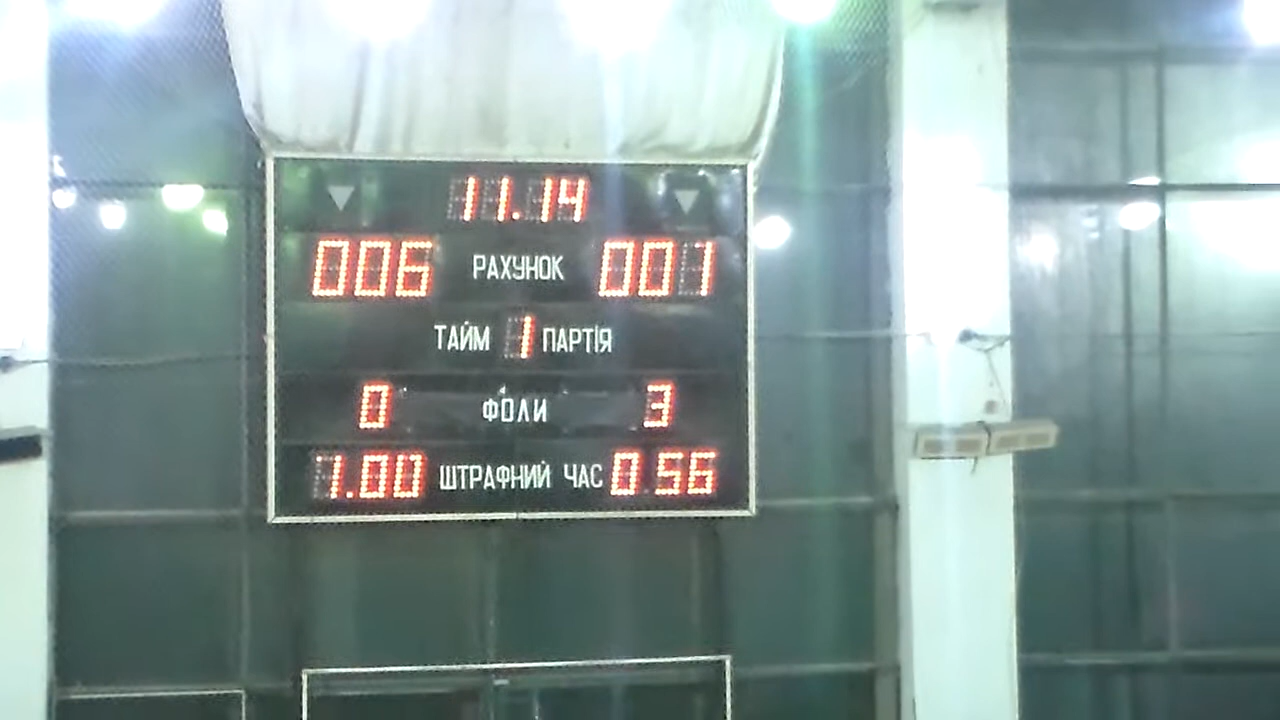 11.14
006 РАХУНОК 001
ТАЙМ 1 ПАРТІЯ
0 ФОЛИ 3
1.00 ШТРАФНИЙ ЧАС 0.56